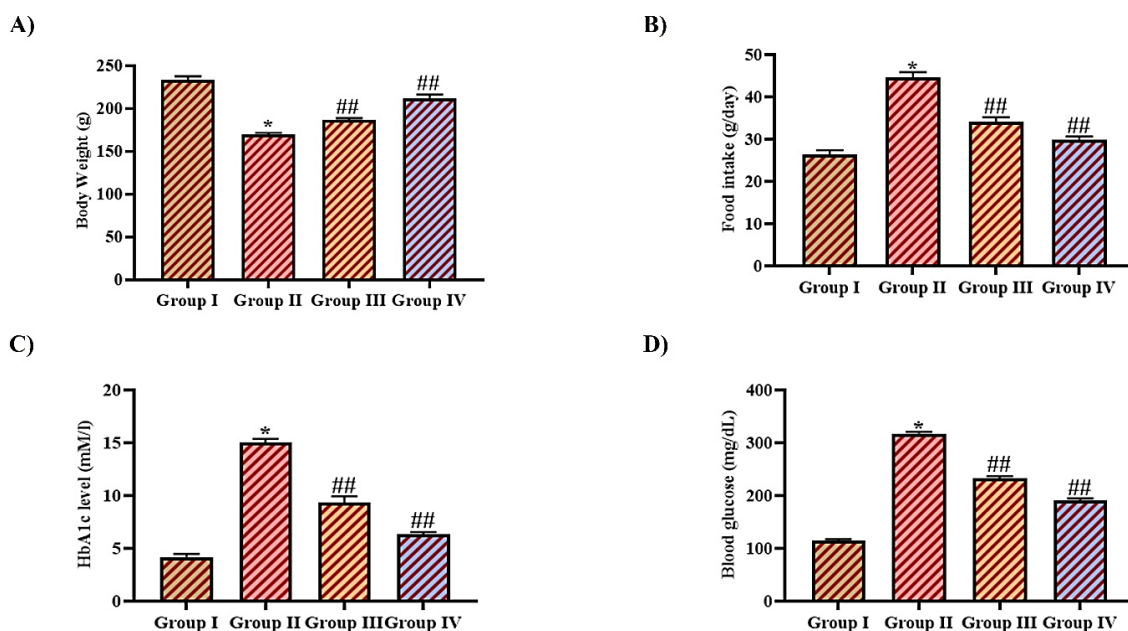 A)
Body Weight (g)
250
200
150
100
50
0
*
##
##
Group I Group II Group III Group IV
B)
Food intake (g/day)
50
40
30
20
10
0
*
##
##
Group I Group II Group III Group IV
C)
HbA1c level (mM/l)
20
15
10
5
0
*
##
##
Group I Group II Group III Group IV
D)
Blood glucose (mg/dL)
400
300
200
100
0
*
##
##
Group I Group II Group III Group IV